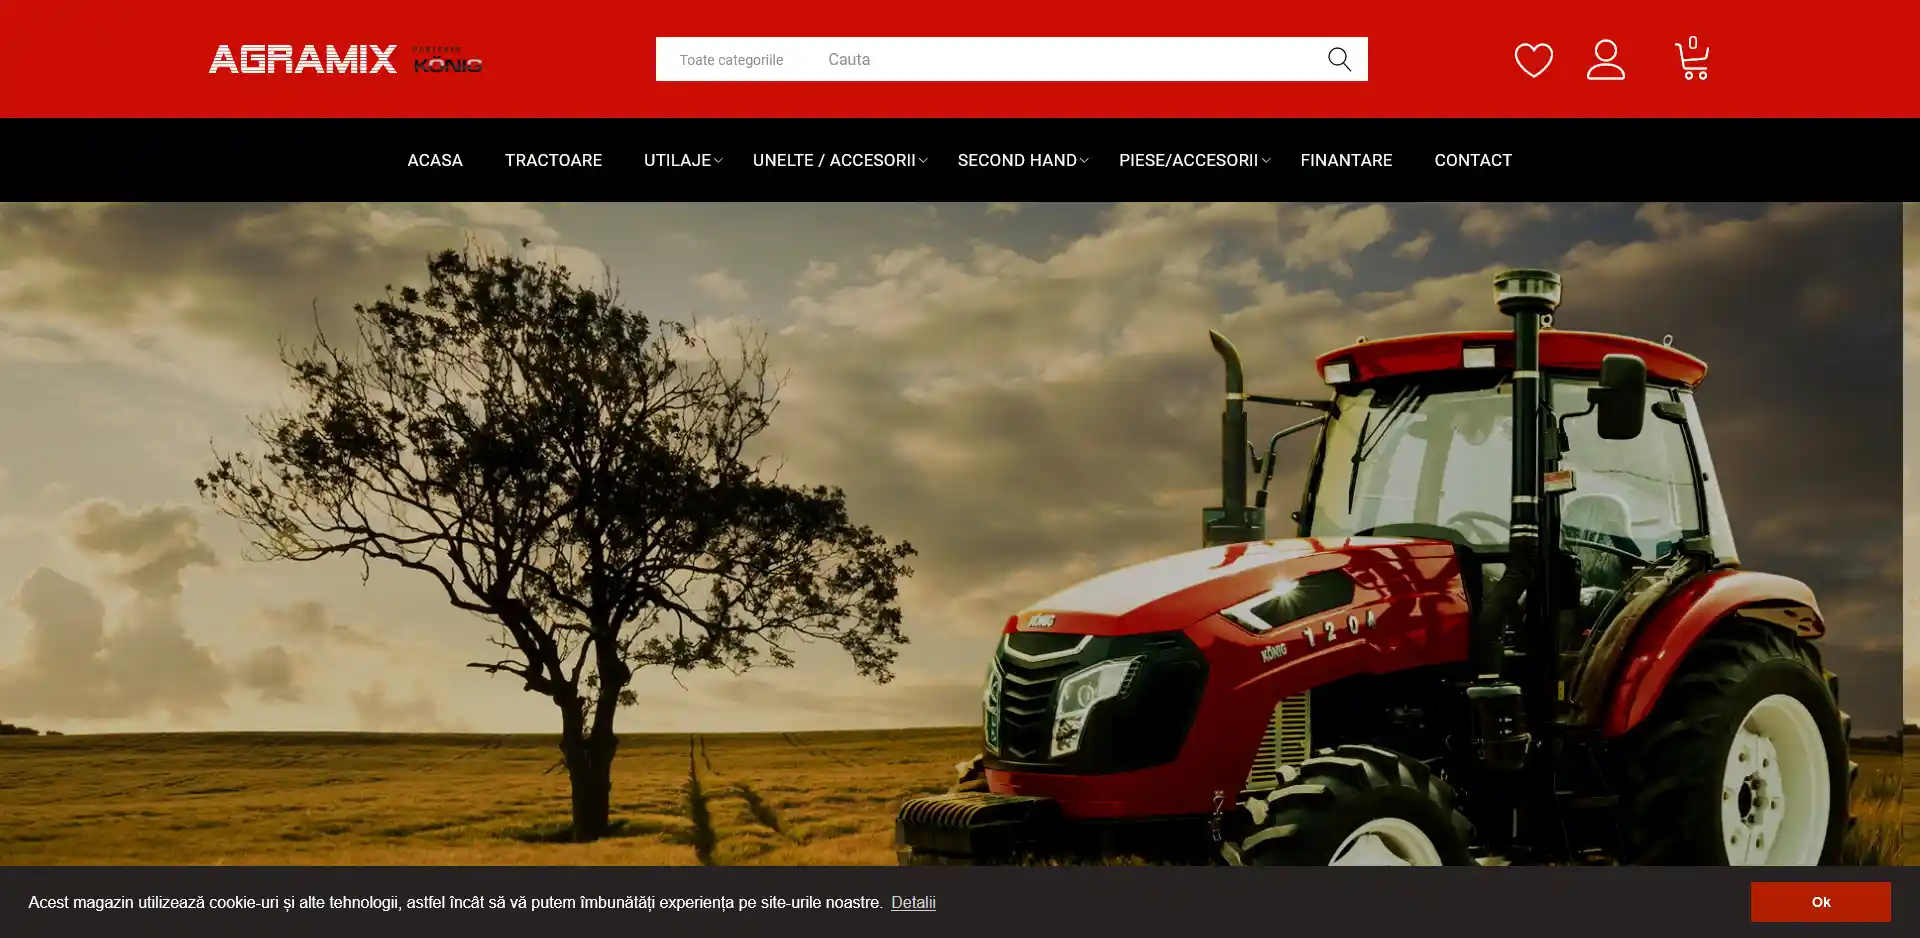 AGRAMIX PARTENER KÖNIG
Toate categoriile Cauta
0
ACASA TRACTOARE UTILAJE UNELTE / ACCESORII SECOND HAND PIESE/ACCESORII FINANTARE CONTACT
KÖNIG
KÖNIG 1204
Acest magazin utilizează cookie-uri și alte tehnologii, astfel încât să vă putem îmbunătăți experiența pe site-urile noastre. Detalii
Ok